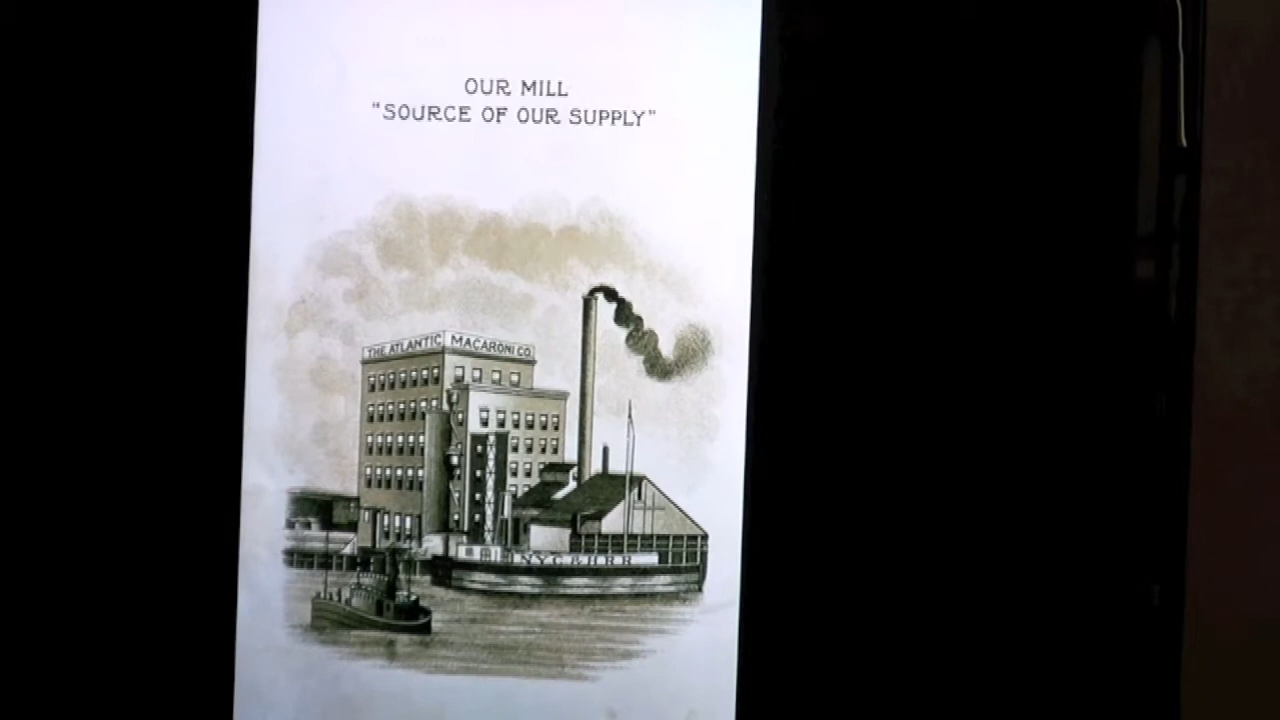 OUR MILL
"SOURCE OF OUR SUPPLY"
THE ATLANTIC MACARONI CO.
N.Y.C. & H.R.R.